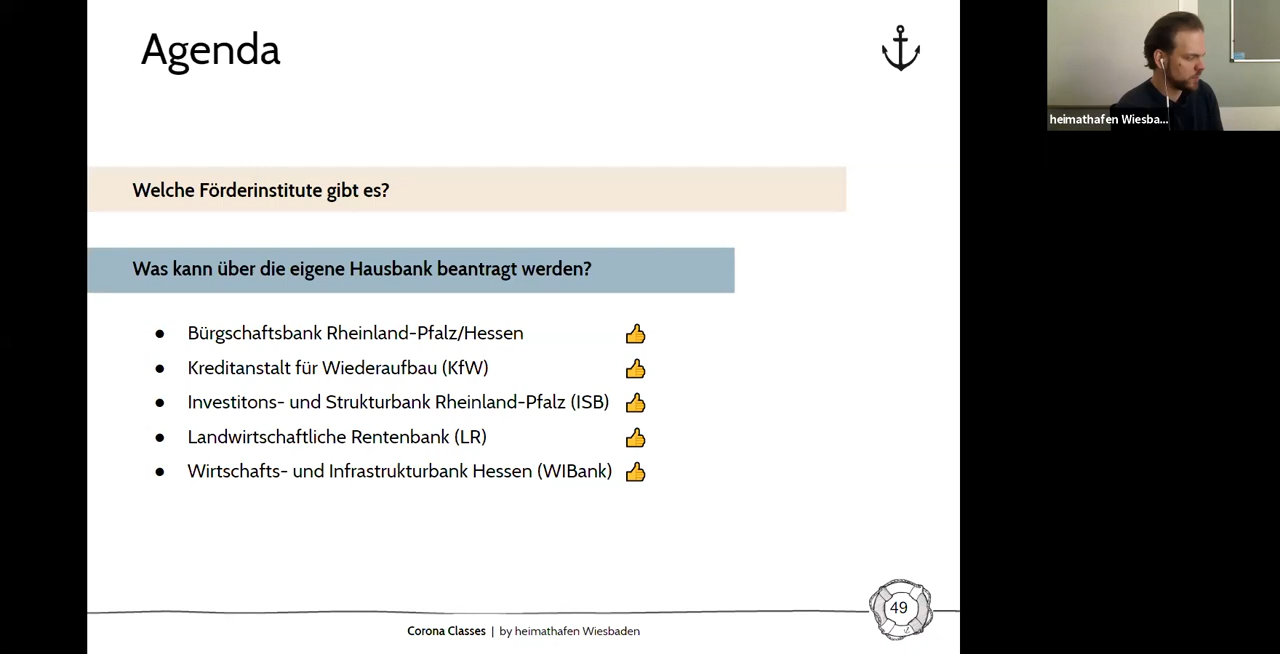 Agenda
heimathafen Wiesba...
Welche Förderinstitute gibt es?
Was kann über die eigene Hausbank beantragt werden?
● Bürgschaftsbank Rheinland-Pfalz/Hessen 👍
● Kreditanstalt für Wiederaufbau (KfW) 👍
● Investitons- und Strukturbank Rheinland-Pfalz (ISB) 👍
● Landwirtschaftliche Rentenbank (LR) 👍
● Wirtschafts- und Infrastrukturbank Hessen (WIBank) 👍
49
Corona Classes | by heimathafen Wiesbaden